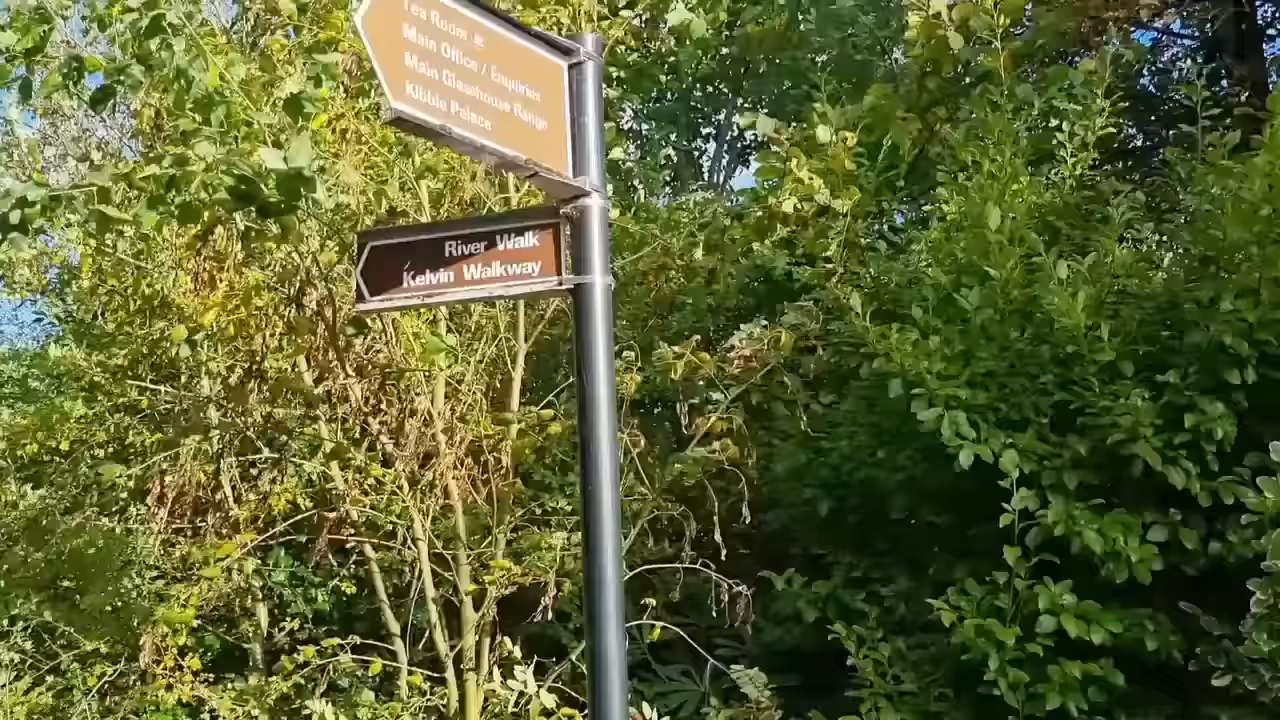 Tea Room
Main Office / Enquiries
Main Glasshouse Range
Kibble Palace
River Walk
Kelvin Walkway